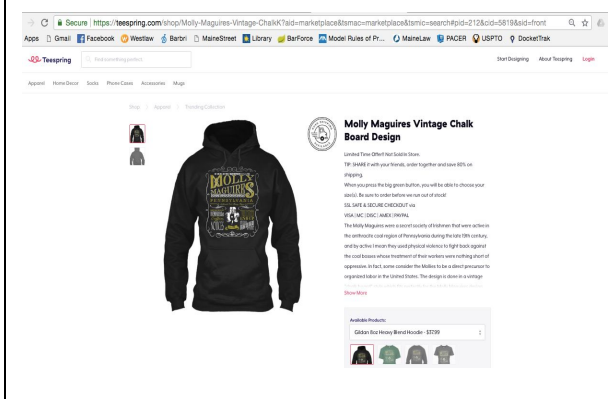 Secure | https://teespring.com/shop/Molly-Maguires-Vintage-ChalkK?aid=marketplace&tsmac=marketplace&tsmic=search#pid=212&cid=5819&sid=front
Apps Gmail Facebook Westlaw Barbri MaineStreet Library BarForce Model Rules of Pr... MaineLaw PACER USPTO DocketTrak
Teespring
Find something perfect
Start Designing About Teespring Login
Apparel Home Decor Socks Phone Cases Accessories Mugs
Shop Apparel Trending Collection
MOLLY
MAGUIRES
PENNSYLVANIA
Molly Maguires Vintage Chalk
Board Design
Limited Time Offer!! Not Sold in Store.
TIP: SHARE it with your friends, order together and save 80% on
shipping.
When you press the big green button, you will be able to choose your
size(s). Be sure to order before we run out of stock!
SSL SAFE & SECURE CHECKOUT via
VISA | MC | DISC | AMEX | PAYPAL
The Molly Maguires were a secret society of Irishmen that were active in
the anthracite coal region of Pennsylvania during the late 19th century,
and by active I mean they used physical violence to fight back against
the coal bosses whose treatment of their workers were nothing short of
oppressive. In fact, some consider the Mollies to be a direct precursor to
organized labor in the United States. The design is done in a vintage
Show More
Available Products:
Gildan 8oz Heavy Blend Hoodie - $37.99